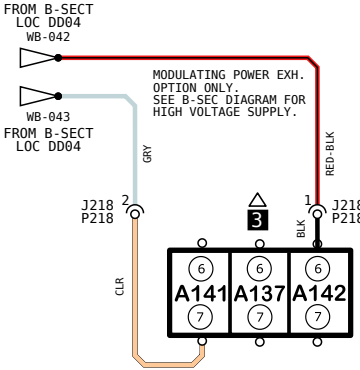 FROM B-SECT
LOC DD04
WB-042
MODULATING POWER EXH.
OPTION ONLY.
SEE B-SEC DIAGRAM FOR
HIGH VOLTAGE SUPPLY.
WB-043
FROM B-SECT
LOC DD04
GRY
RED-BLK
J218 2
P218
1 J218
P218
3
BLK
CLR
6 6 6
A141 A137 A142
7 7 7